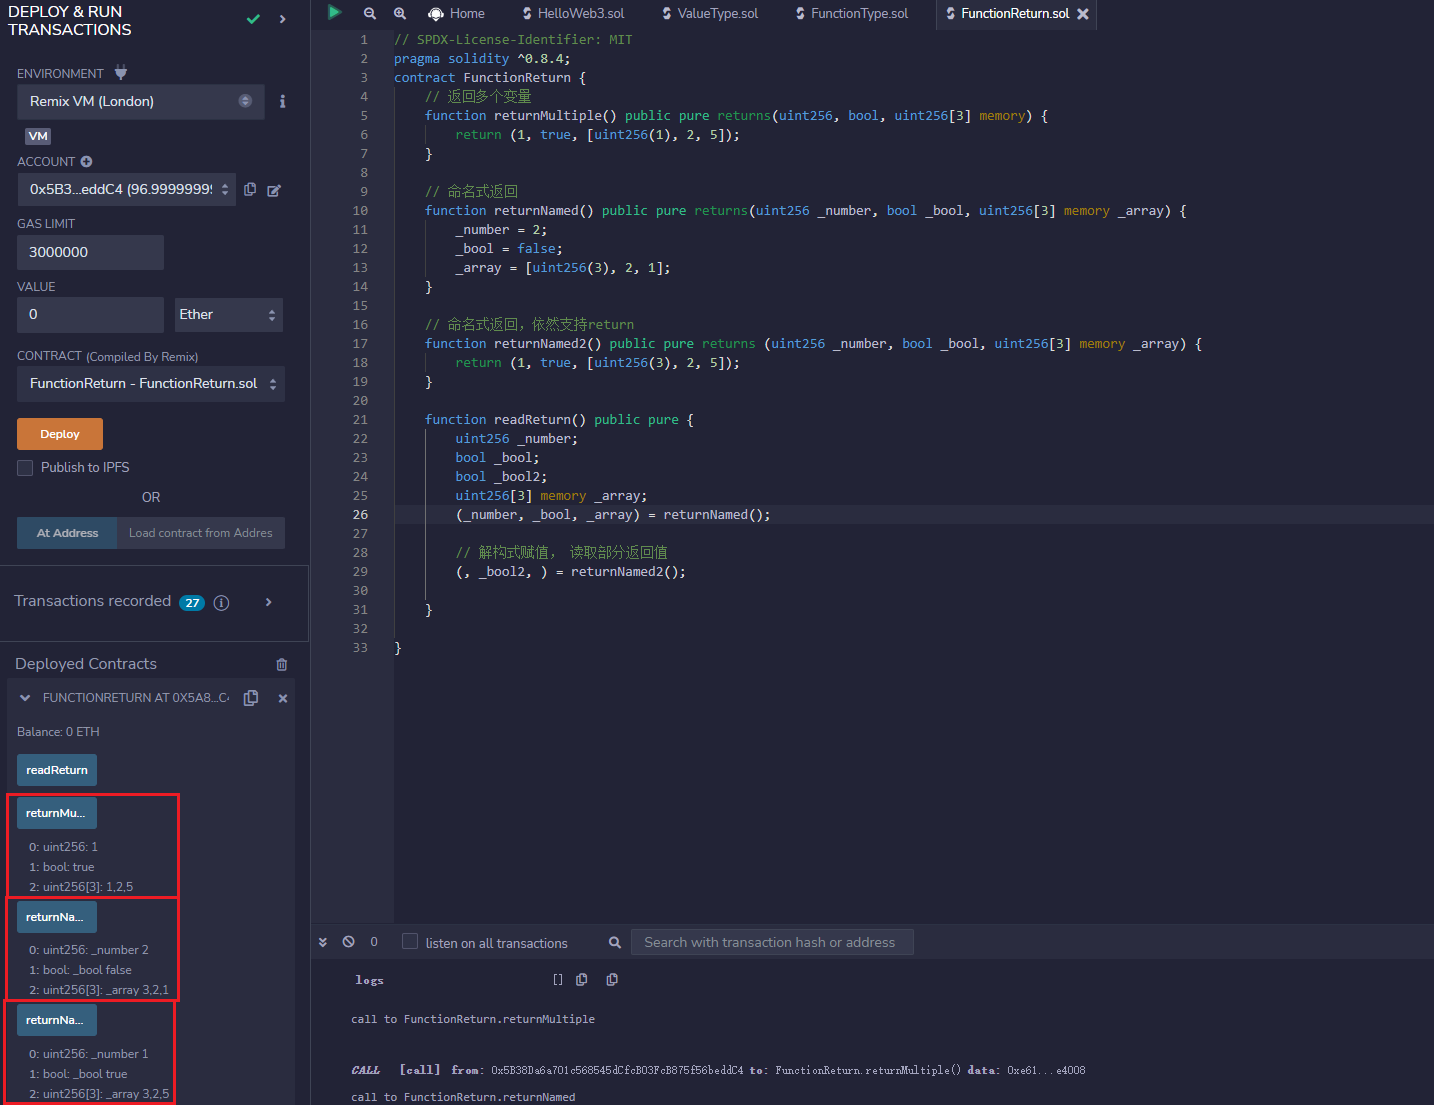 DEPLOY & RUN
TRANSACTIONS
ENVIRONMENT
Remix VM (London)
VM
ACCOUNT
0x5B3...eddC4 (96.99999999
GAS LIMIT
3000000
VALUE
0
Ether
CONTRACT (Compiled By Remix)
FunctionReturn - FunctionReturn.sol
Deploy
Publish to IPFS
OR
At Address
Load contract from Addres
Transactions recorded 27
Deployed Contracts
FUNCTIONRETURN AT 0X5A8...C4
Balance: 0 ETH
readReturn
returnMu...
0: uint256: 1
1: bool: true
2: uint256[3]: 1,2,5
returnNa...
0: uint256: _number 2
1: bool: _bool false
2: uint256[3]: _array 3,2,1
returnNa...
0: uint256: _number 1
1: bool: _bool true
2: uint256[3]: _array 3,2,5
Home
HelloWeb3.sol
ValueType.sol
FunctionType.sol
FunctionReturn.sol
1 // SPDX-License-Identifier: MIT
2 pragma solidity ^0.8.4;
3 contract FunctionReturn {
4 // 返回多个变量
5 function returnMultiple() public pure returns(uint256, bool, uint256[3] memory) {
6 return (1, true, [uint256(1), 2, 5]);
7 }
8
9 // 命名式返回
10 function returnNamed() public pure returns(uint256 _number, bool _bool, uint256[3] memory _array) {
11 _number = 2;
12 _bool = false;
13 _array = [uint256(3), 2, 1];
14 }
15
16 // 命名式返回，依然支持return
17 function returnNamed2() public pure returns (uint256 _number, bool _bool, uint256[3] memory _array) {
18 return (1, true, [uint256(3), 2, 5]);
19 }
20
21 function readReturn() public pure {
22 uint256 _number;
23 bool _bool;
24 bool _bool2;
25 uint256[3] memory _array;
26 (_number, _bool, _array) = returnNamed();
27
28 // 解构式赋值， 读取部分返回值
29 (, _bool2, ) = returnNamed2();
30
31 }
32
33 }
0
listen on all transactions
Search with transaction hash or address
logs []
call to FunctionReturn.returnMultiple
CALL [call] from: 0x5B38Da6a701c568545dCfcB03FcB875f56beddC4 to: FunctionReturn.returnMultiple() data: 0xe61...e4008
call to FunctionReturn.returnNamed